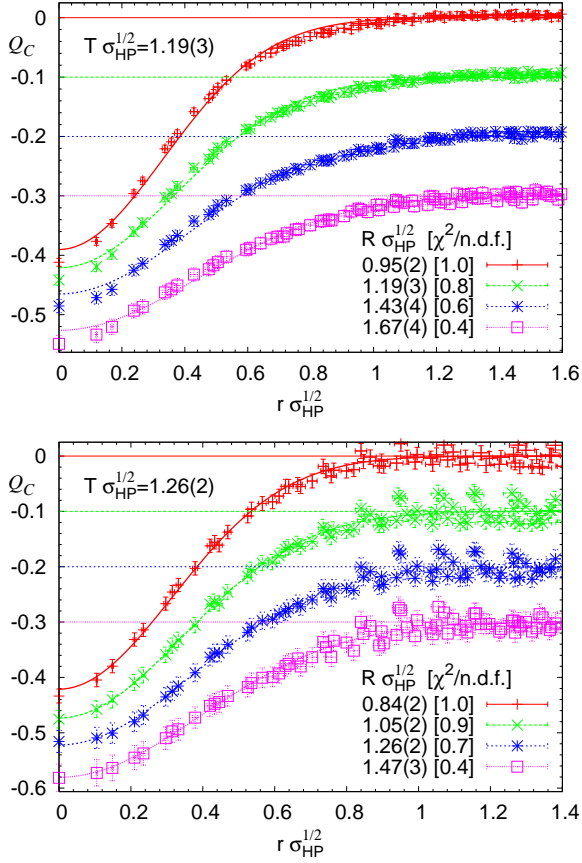 0
Q_C
T σ_HP^1/2=1.19(3)
-0.1
-0.2
-0.3
R σ_HP^1/2 [χ²/n.d.f.]
0.95(2) [1.0]
-0.4
1.19(3) [0.8]
1.43(4) [0.6]
-0.5
1.67(4) [0.4]
0 0.2 0.4 0.6 0.8 1 1.2 1.4 1.6
r σ_HP^1/2
0
Q_C
T σ_HP^1/2=1.26(2)
-0.1
-0.2
-0.3
R σ_HP^1/2 [χ²/n.d.f.]
-0.4
0.84(2) [1.0]
1.05(2) [0.9]
-0.5
1.26(2) [0.7]
1.47(3) [0.4]
-0.6
0 0.2 0.4 0.6 0.8 1 1.2 1.4
r σ_HP^1/2